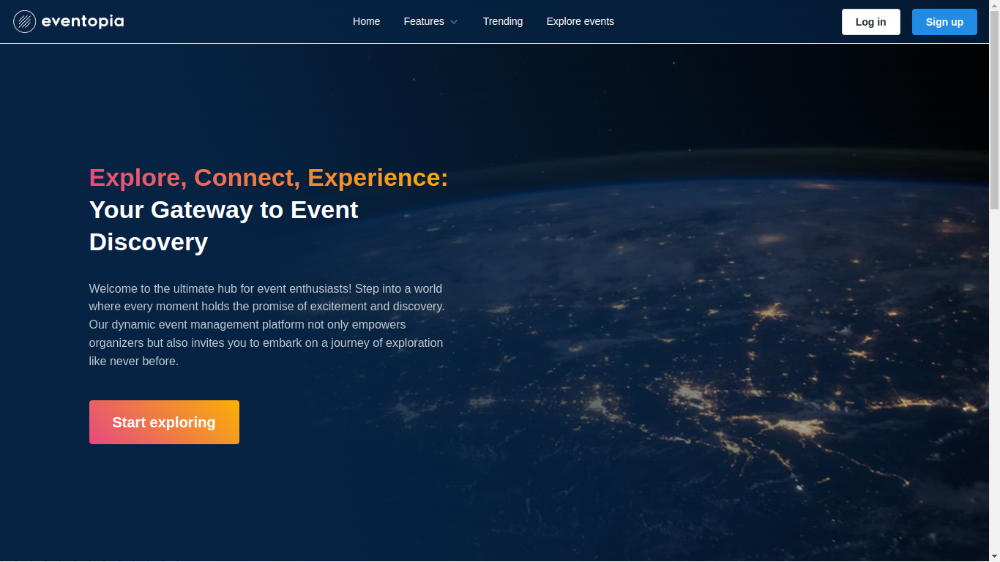 eventopia
Home
Features
Trending
Explore events
Log in
Sign up
Explore, Connect, Experience:
Your Gateway to Event
Discovery
Welcome to the ultimate hub for event enthusiasts! Step into a world
where every moment holds the promise of excitement and discovery.
Our dynamic event management platform not only empowers
organizers but also invites you to embark on a journey of exploration
like never before.
Start exploring